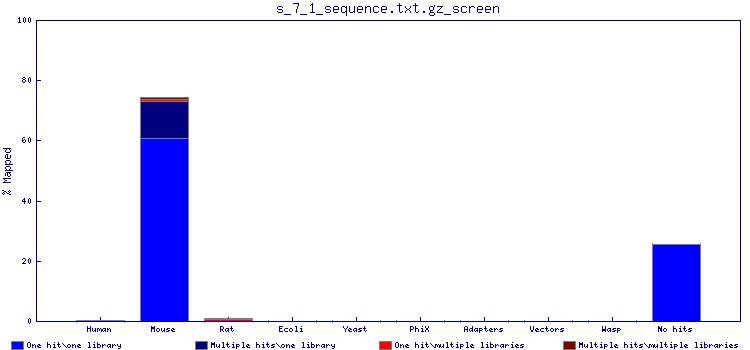 s_7_1_sequence.txt.gz_screen
100
80
60
40
20
0
% Mapped
Human Mouse Rat Ecoli Yeast PhiX Adapters Vectors Wasp No hits
One hit\one library Multiple hits\one library One hit\multiple libraries Multiple hits\multiple libraries